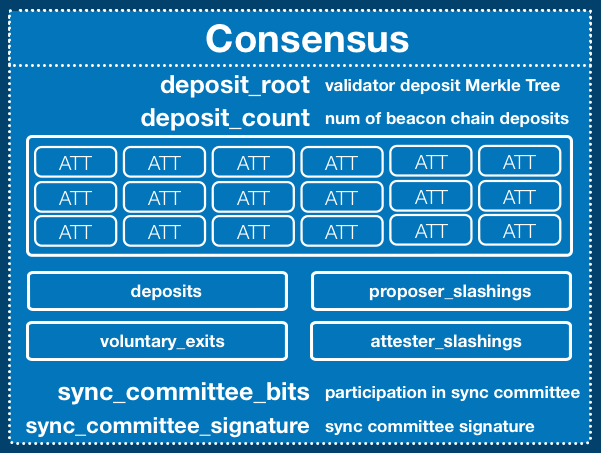 Consensus
deposit_root validator deposit Merkle Tree
deposit_count num of beacon chain deposits
ATT ATT ATT ATT ATT ATT
ATT ATT ATT ATT ATT ATT
ATT ATT ATT ATT ATT ATT
deposits proposer_slashings
voluntary_exits attester_slashings
sync_committee_bits participation in sync committee
sync_committee_signature sync committee signature